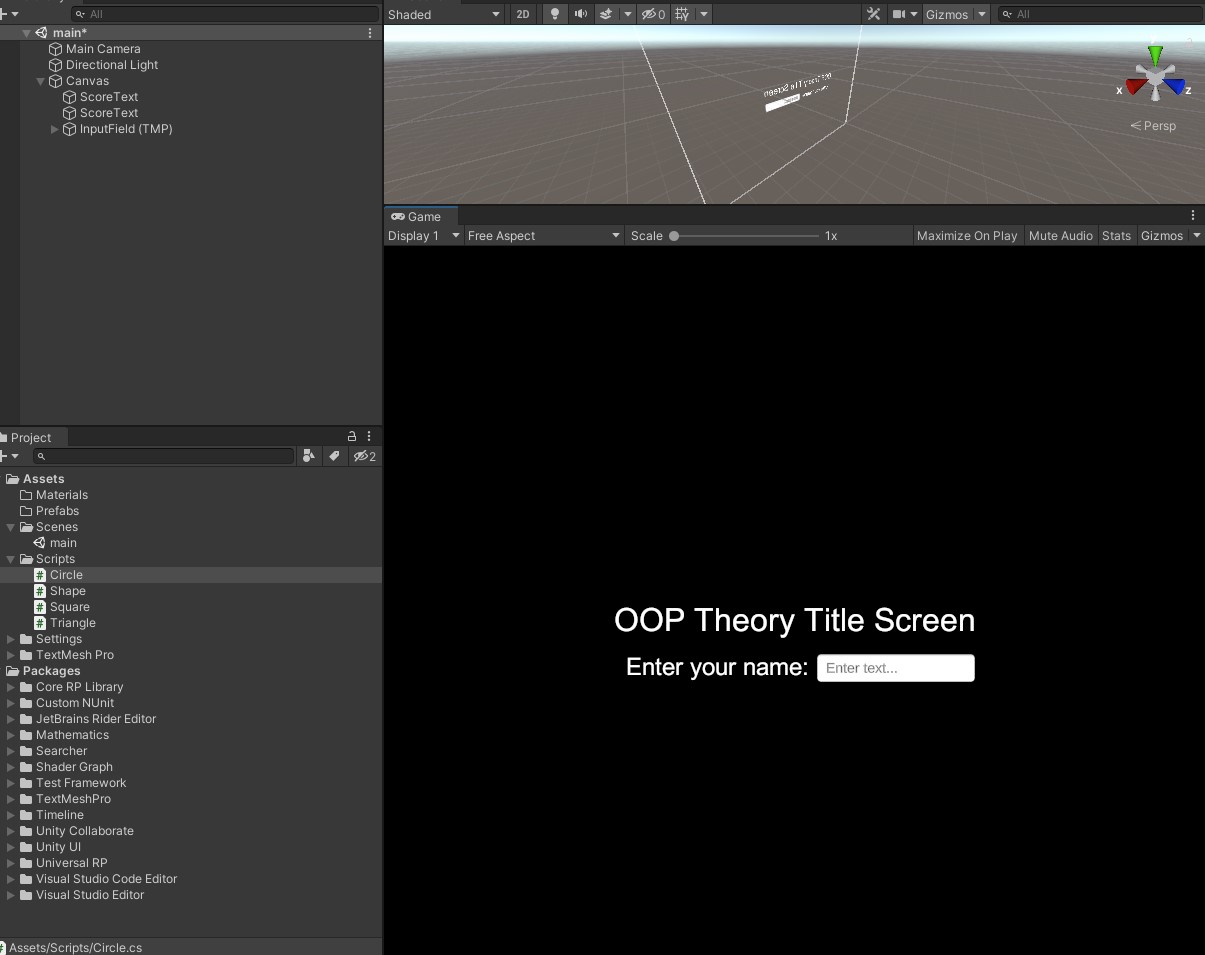 All
main*
Main Camera
Directional Light
Canvas
ScoreText
ScoreText
InputField (TMP)
Shaded
2D
0
Gizmos
All
x
z
Persp
Game
Display 1
Free Aspect
Scale
1x
Maximize On Play
Mute Audio
Stats
Gizmos
OOP Theory Title Screen
Enter your name:
Enter text...
Project
2
Assets
Materials
Prefabs
Scenes
main
Scripts
Circle
Shape
Square
Triangle
Settings
TextMesh Pro
Packages
Core RP Library
Custom NUnit
JetBrains Rider Editor
Mathematics
Searcher
Shader Graph
Test Framework
TextMeshPro
Timeline
Unity Collaborate
Unity UI
Universal RP
Visual Studio Code Editor
Visual Studio Editor
Assets/Scripts/Circle.cs